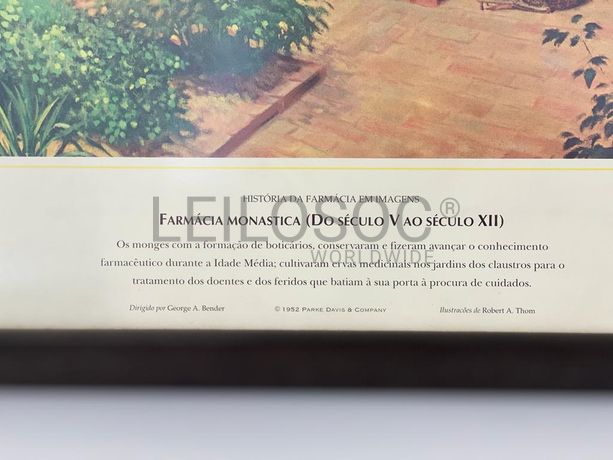 HISTÓRIA DA FARMÁCIA EM IMAGENS
FARMÁCIA MONASTICA (DO SÉCULO V AO SÉCULO XII)
LEILOSOC®
WORLDWIDE
Os monges com a formação de boticários, conservaram e fizeram avançar o conhecimento
farmacêutico durante a Idade Média; cultivaram ervas medicinais nos jardins dos claustros para o
tratamento dos doentes e dos feridos que batiam à sua porta à procura de cuidados.
Dirigido por George A. Bender
© 1952 PARKE DAVIS & COMPANY
Ilustracões de Robert A. Thom